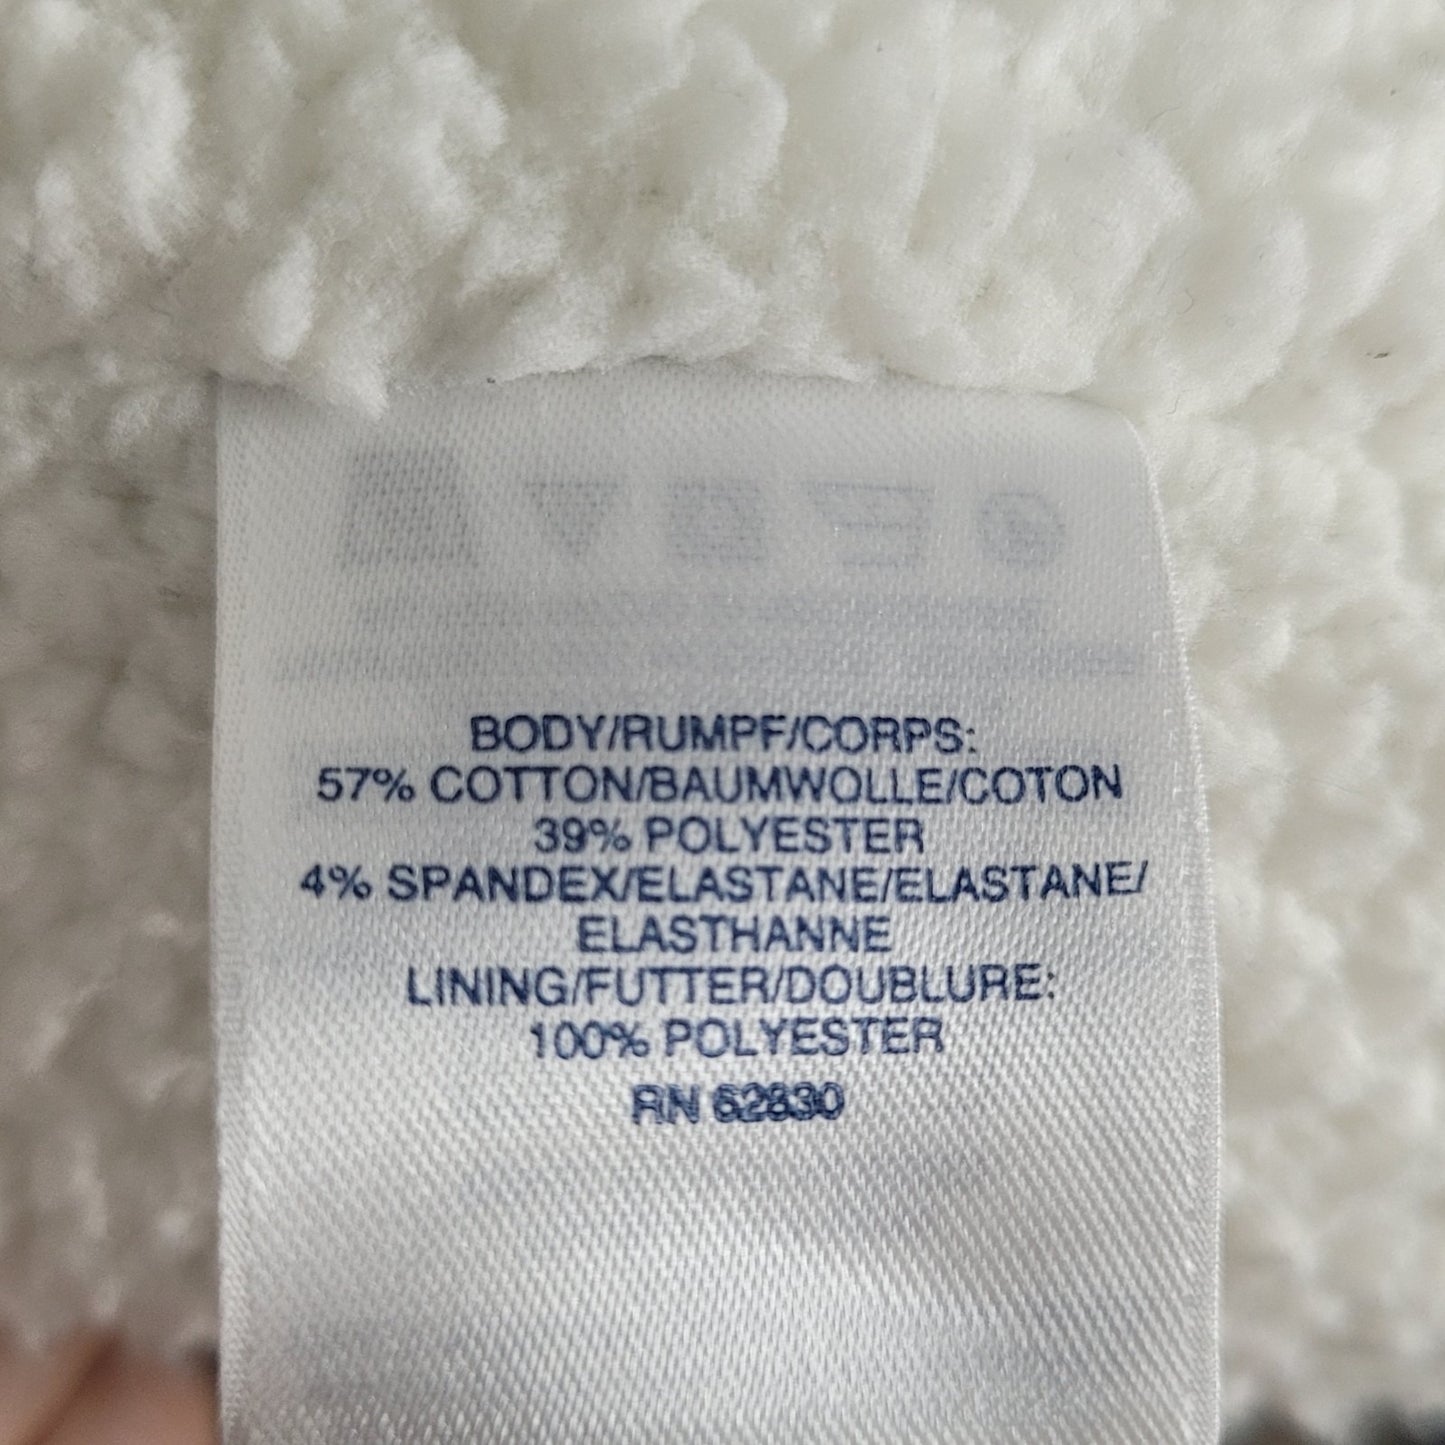 BODY/RUMPF/CORPS:
57% COTTON/BAUMWOLLE/COTON
39% POLYESTER
4% SPANDEX/ELASTANE/ELASTANE/
ELASTHANNE
LINING/FUTTER/DOUBLURE:
100% POLYESTER
RN 62830